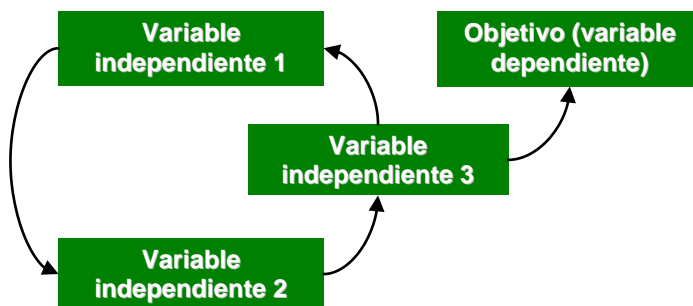 Variable
independiente 1
Objetivo (variable
dependiente)
Variable
independiente 3
Variable
independiente 2